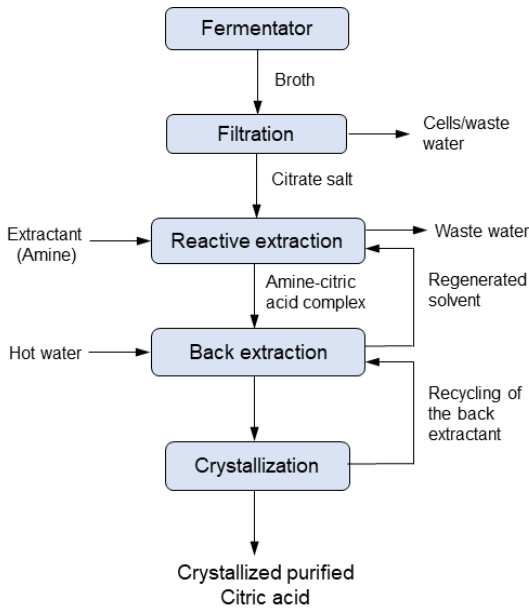 Fermentator
Broth
Filtration
Cells/waste
water
Citrate salt
Extractant
(Amine)
Reactive extraction
Waste water
Amine-citric
acid complex
Regenerated
solvent
Hot water
Back extraction
Recycling of
the back
extractant
Crystallization
Crystallized purified
Citric acid